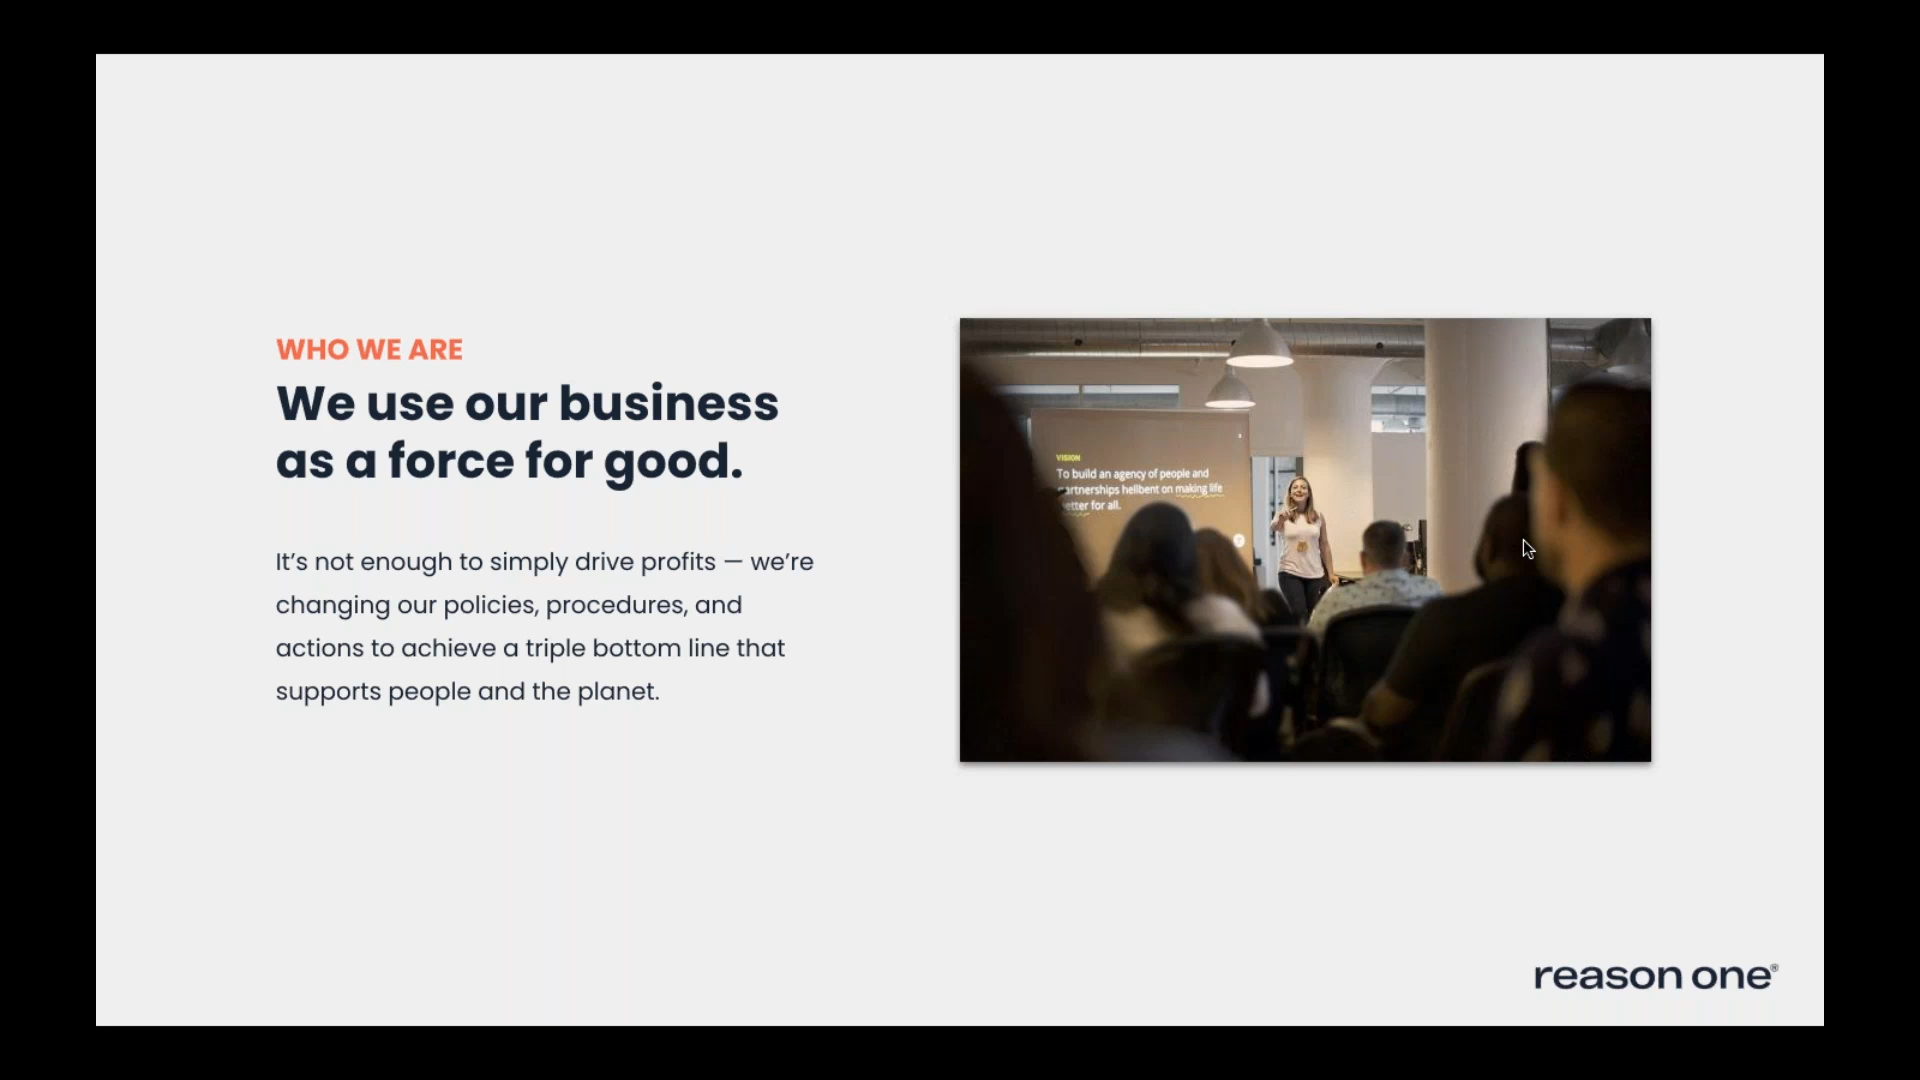 WHO WE ARE
We use our business
as a force for good.
It’s not enough to simply drive profits — we’re
changing our policies, procedures, and
actions to achieve a triple bottom line that
supports people and the planet.
VISION
To build an agency of people and
partnerships hellbent on making life
better for all.
reason one®